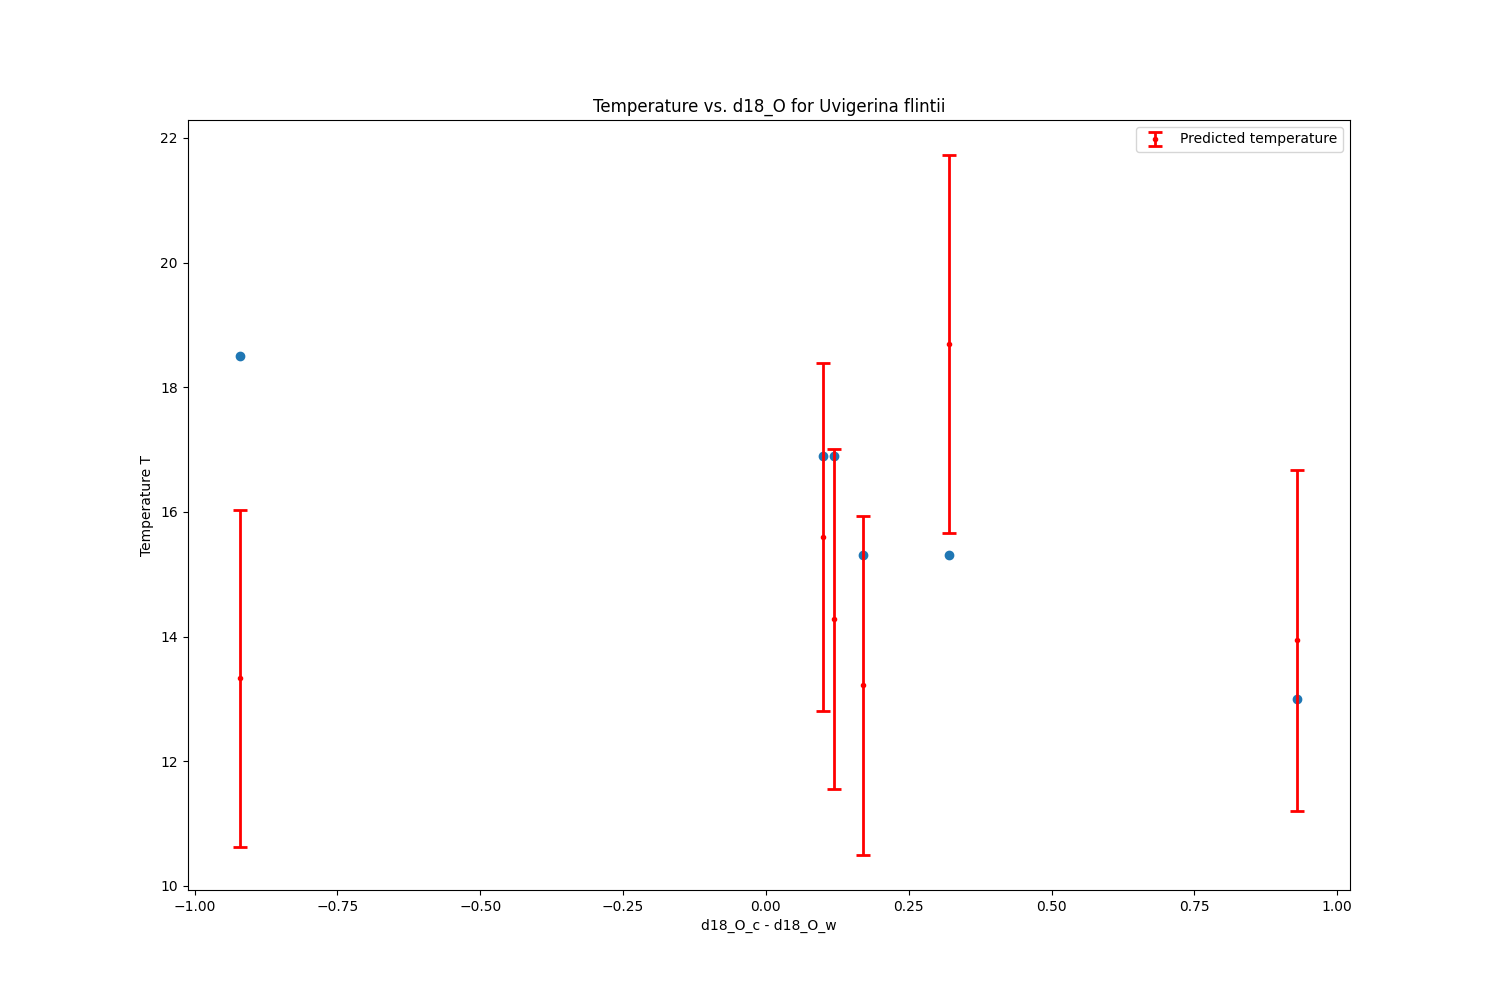 Temperature vs. d18_O for Uvigerina flintii
Predicted temperature
22
20
18
16
14
12
10
Temperature T
−1.00 −0.75 −0.50 −0.25 0.00 0.25 0.50 0.75 1.00
d18_O_c - d18_O_w